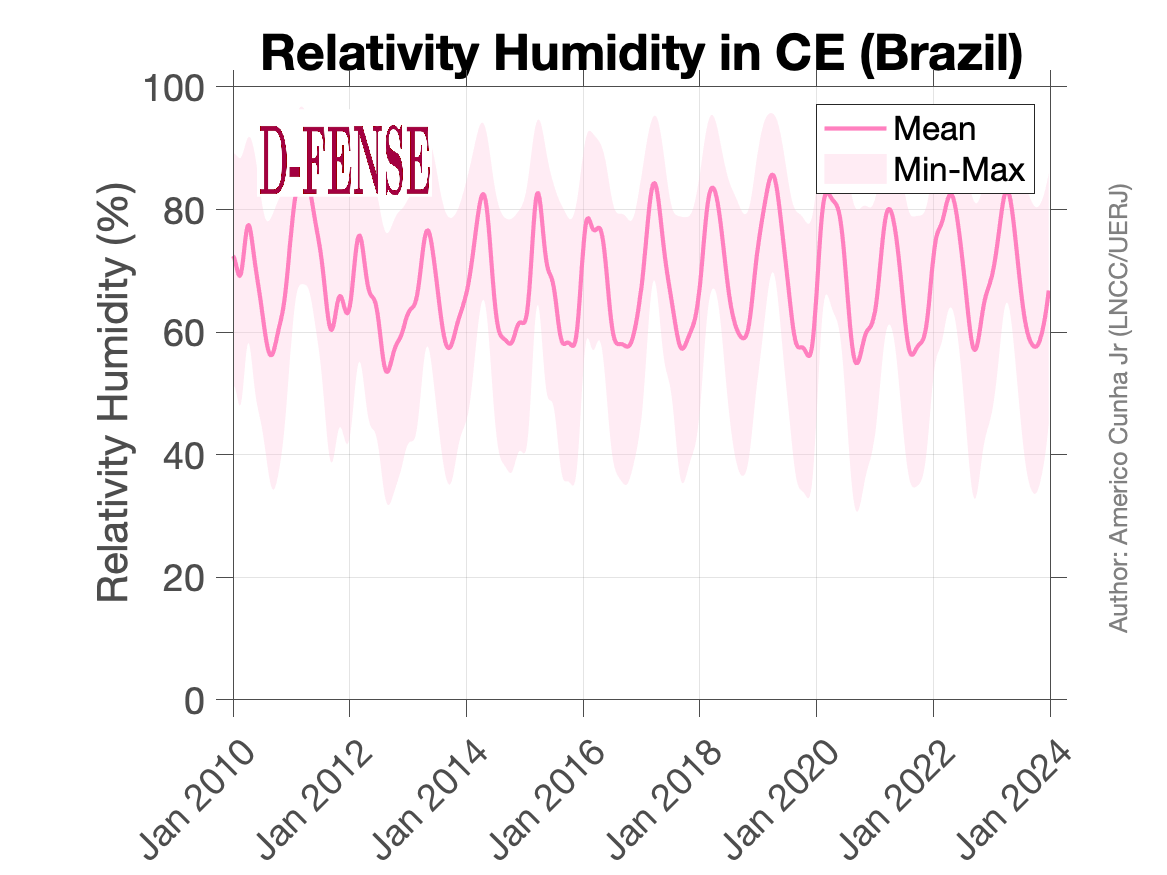 Relativity Humidity in CE (Brazil)
D-FENSE
Mean
Min-Max
Relativity Humidity (%)
100
80
60
40
20
0
Jan 2010
Jan 2012
Jan 2014
Jan 2016
Jan 2018
Jan 2020
Jan 2022
Jan 2024
Author: Americo Cunha Jr (LNCC/UERJ)